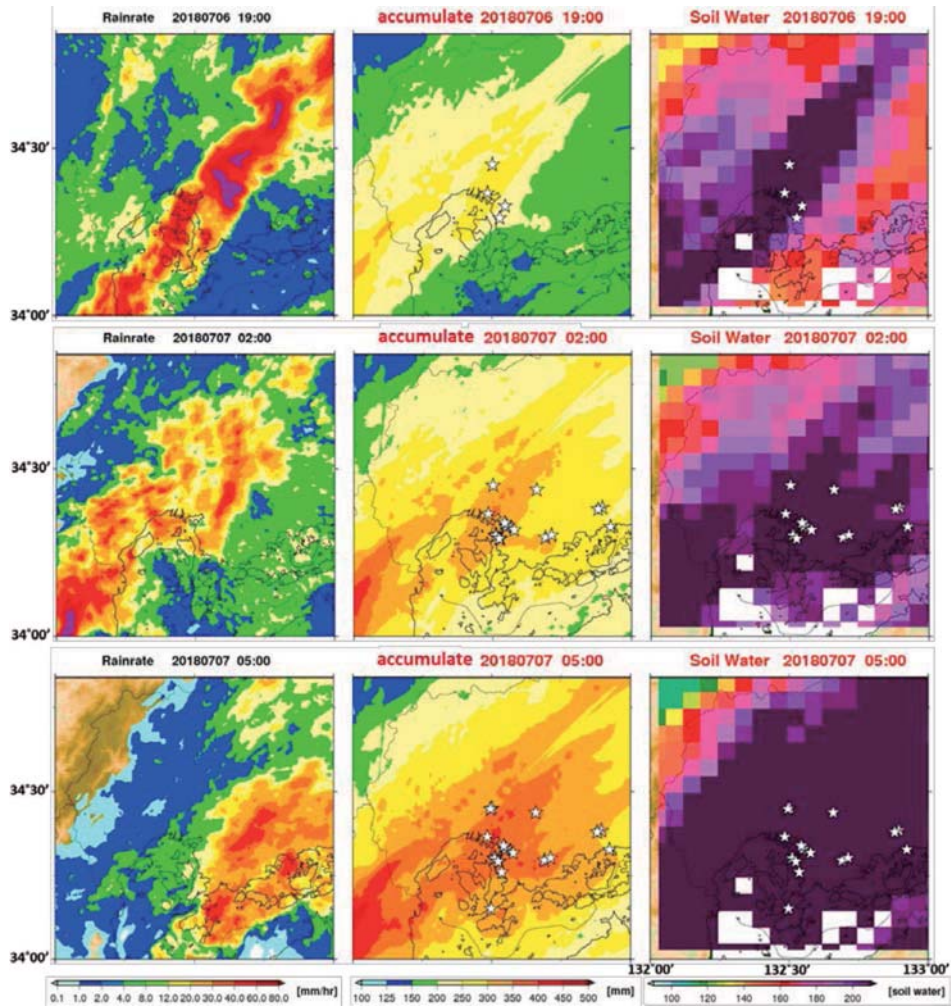 Rainrate 20180706 19:00
accumulate 20180706 19:00
Soil Water 20180706 19:00
34°30'
34°00'
Rainrate 20180707 02:00
accumulate 20180707 02:00
Soil Water 20180707 02:00
34°30'
34°00'
Rainrate 20180707 05:00
accumulate 20180707 05:00
Soil Water 20180707 05:00
34°30'
34°00'
132°00' 132°30' 133°00'
0.1 1.0 2.0 4.0 8.0 12.0 20.0 30.0 40.0 60.0 80.0 [mm/hr]
100 125 150 200 250 300 350 400 450 500 [mm]
100 120 140 160 180 200 [soil water]